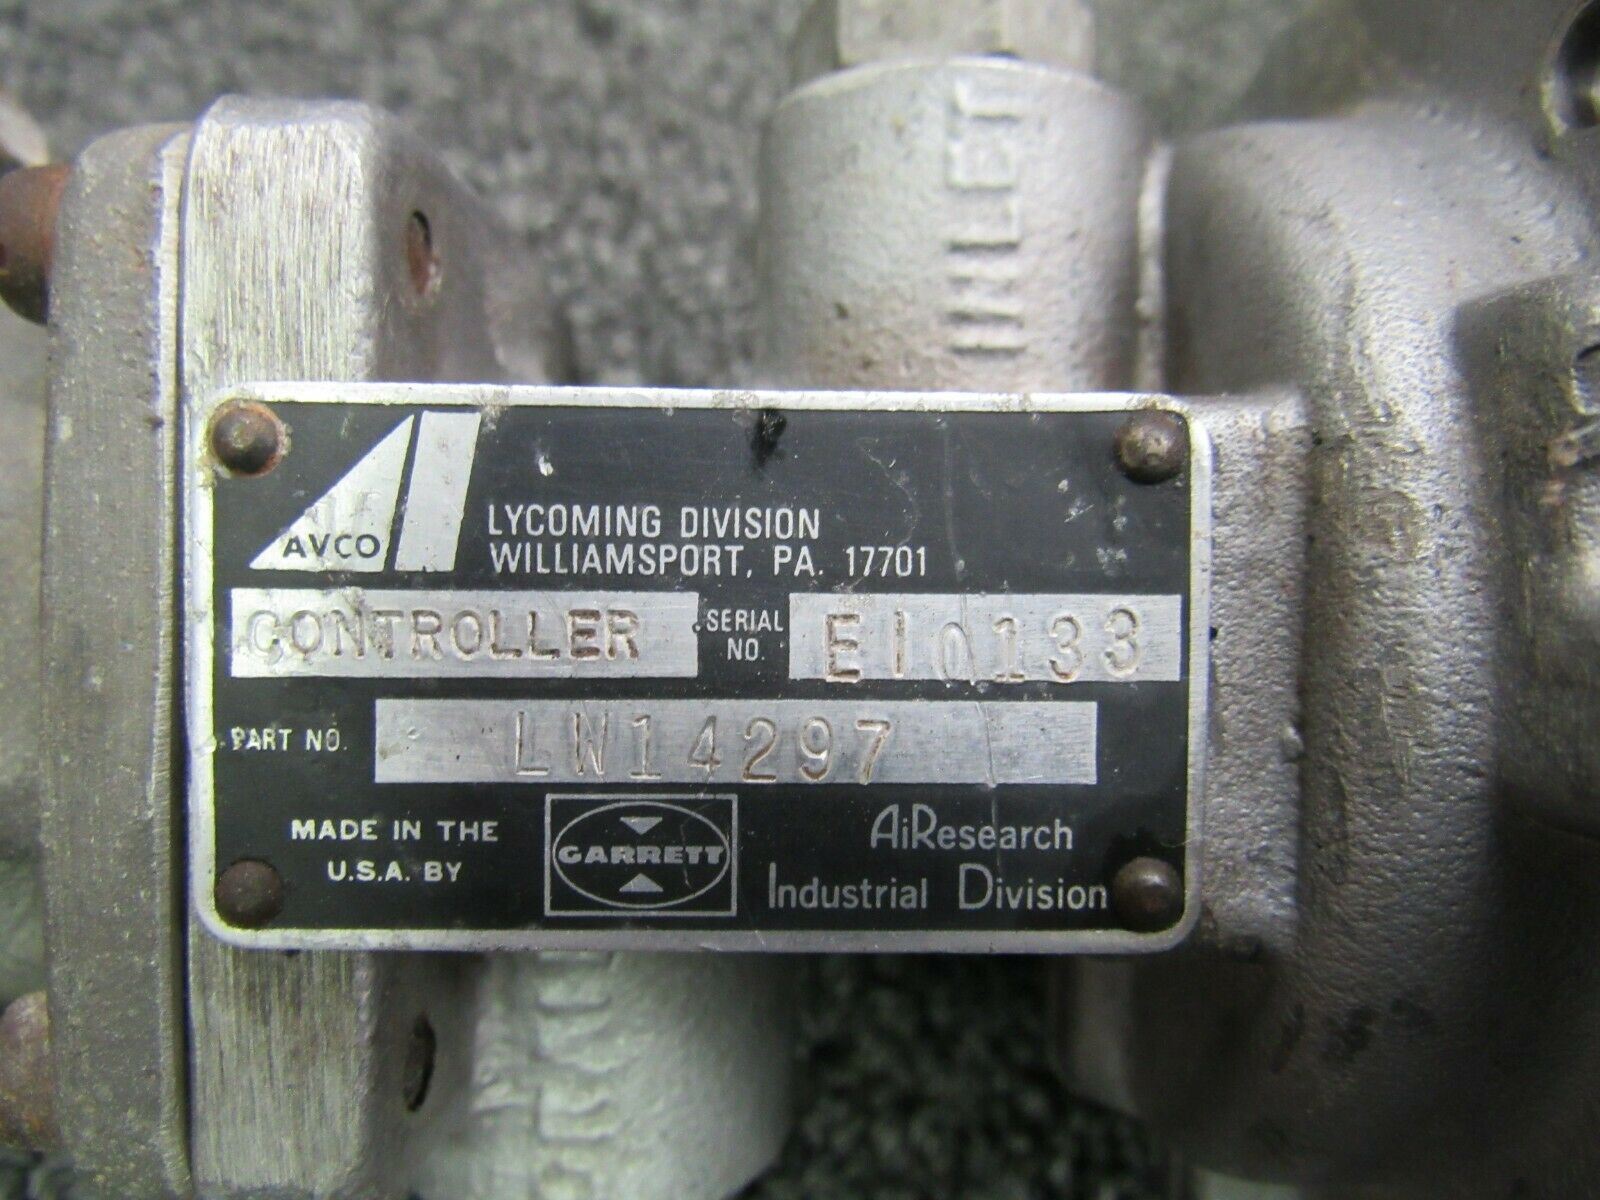 INLET
AVCO
LYCOMING DIVISION
WILLIAMSPORT, PA. 17701
CONTROLLER
SERIAL NO.
E10133
PART NO.
LW14297
MADE IN THE
U.S.A. BY
GARRETT
AiResearch
Industrial Division